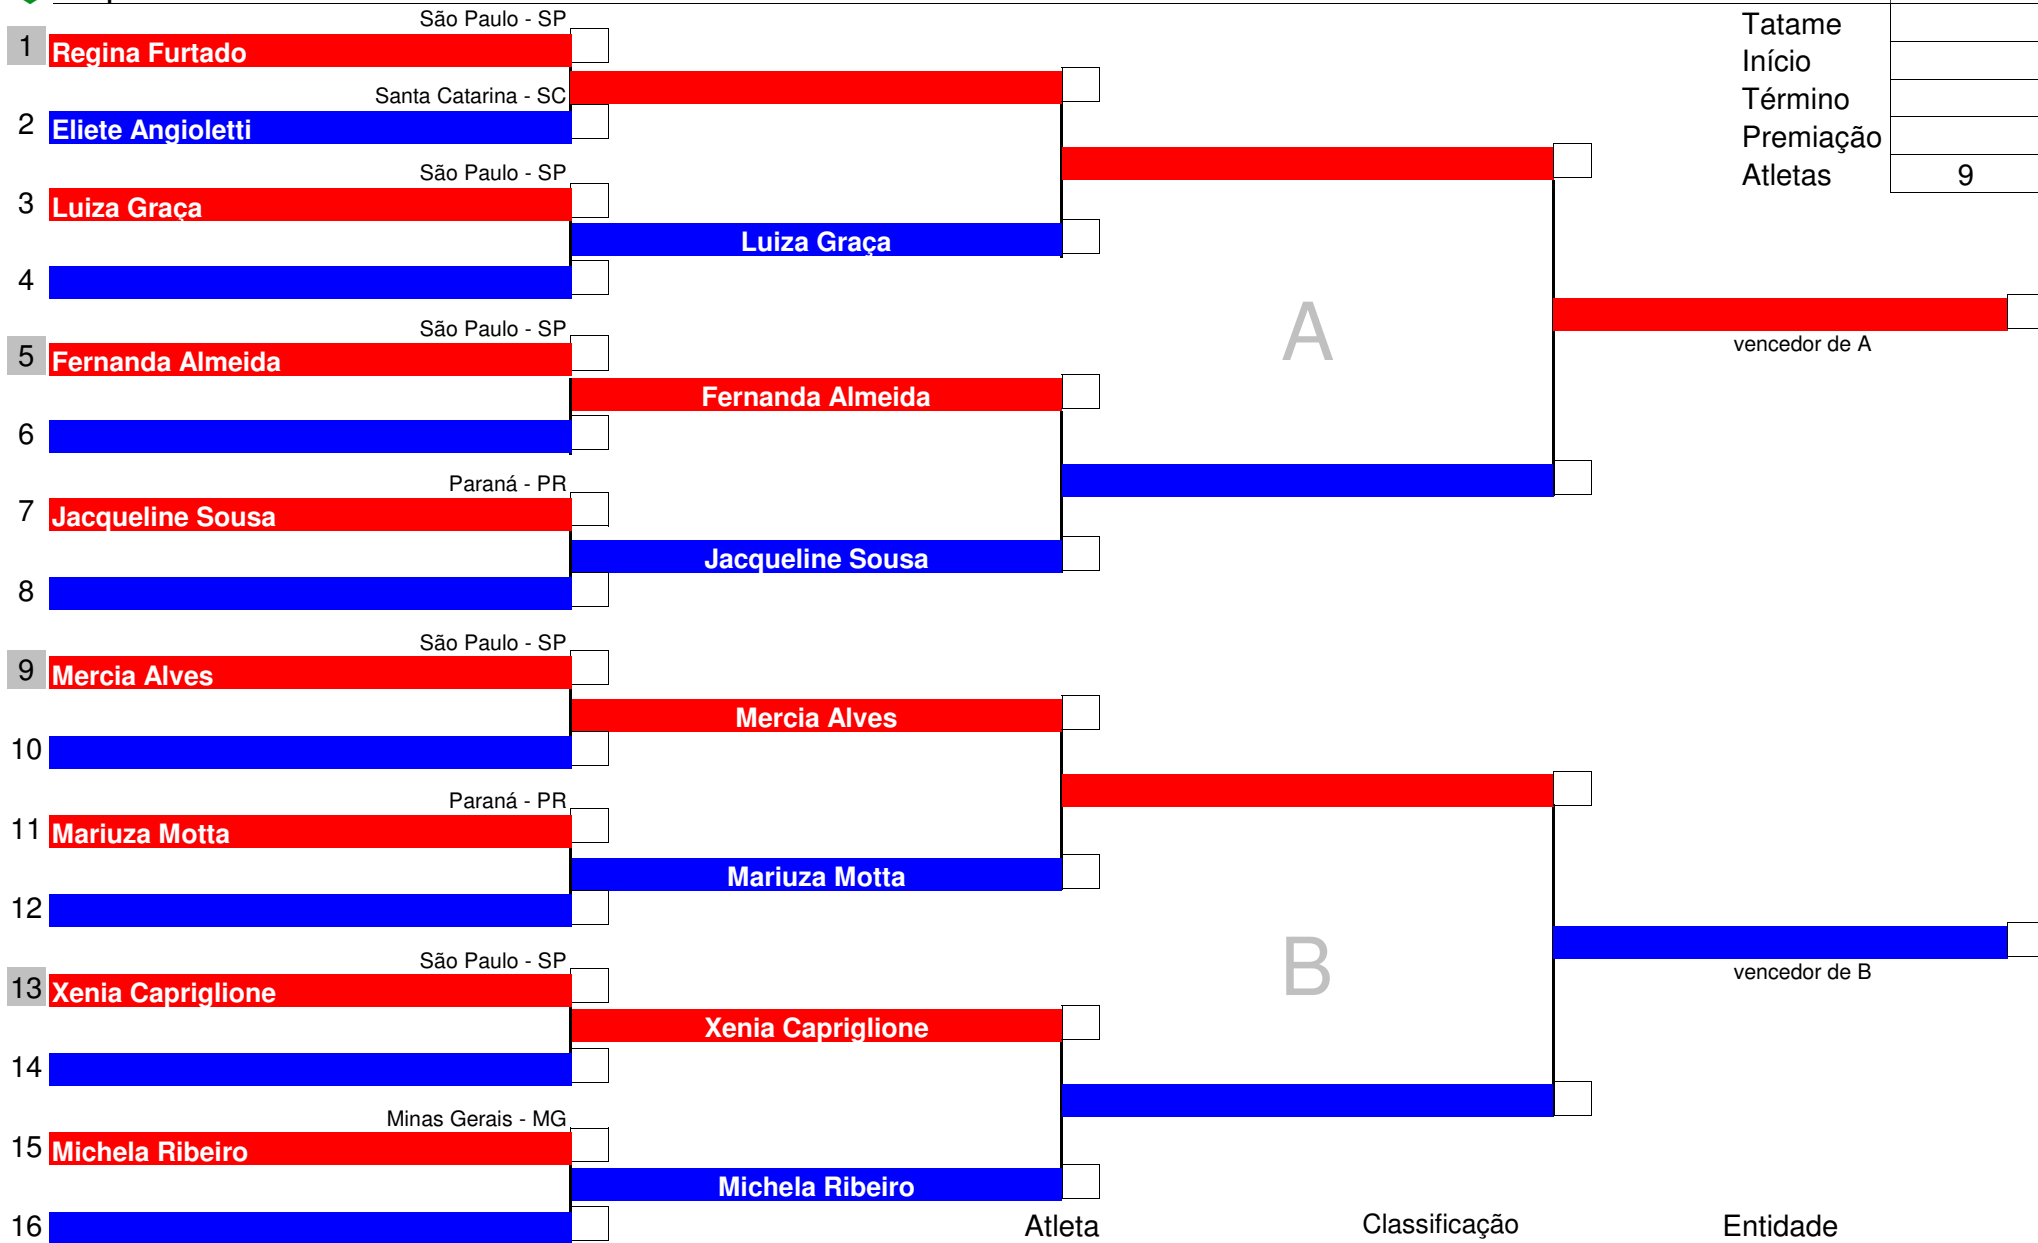 São Paulo - SP
Tatame
1 Regina Furtado
Início
Santa Catarina - SC
Término
2 Eliete Angioletti
Premiação
São Paulo - SP
Atletas 9
3 Luiza Graça
Luiza Graça
4
A
São Paulo - SP
vencedor de A
5 Fernanda Almeida
Fernanda Almeida
6
Paraná - PR
7 Jacqueline Sousa
Jacqueline Sousa
8
São Paulo - SP
9 Mercia Alves
Mercia Alves
10
Paraná - PR
11 Mariuza Motta
Mariuza Motta
12
B
São Paulo - SP
vencedor de B
13 Xenia Capriglione
Xenia Capriglione
14
Minas Gerais - MG
15 Michela Ribeiro
Michela Ribeiro
16 Atleta Classificação Entidade